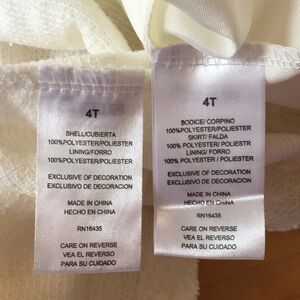 4T
SHELL/CUBIERTA
100%POLYESTER/POLIESTER
LINING/FORRO
100%POLYESTER/POLIESTER
EXCLUSIVE OF DECORATION
EXCLUSIVO DE DECORACION
MADE IN CHINA
HECHO EN CHINA
RN16435
CARE ON REVERSE
VEA EL REVERSO
PARA SU CUIDADO
4T
BODICE/ CORPINO
100%POLYESTER/POLIESTER
SKIRT/ FALDA
100%POLYESTER/ POLIESTR
LINING/ FORRO
100%POLYESTER / POLIESTER
EXCLUSIVE OF DECORATION
EXCLUSIVO DE DECORACION
MADE IN CHINA
HECHO EN CHINA
RN16435
CARE ON REVERSE
VEA EL REVERSO
PARA SU CUIDADO